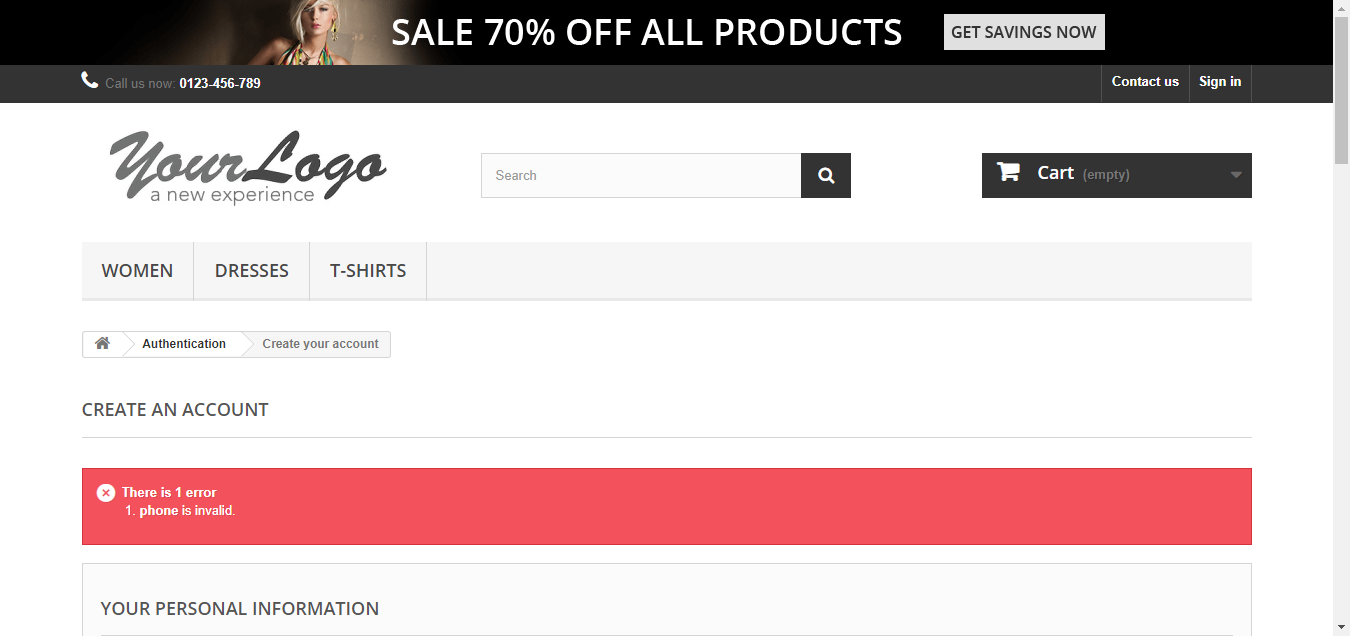 SALE 70% OFF ALL PRODUCTS GET SAVINGS NOW
Call us now: 0123-456-789 Contact us Sign in
YourLogo
a new experience
Search
Cart (empty)
WOMEN DRESSES T-SHIRTS
Authentication Create your account
CREATE AN ACCOUNT
There is 1 error
1. phone is invalid.
YOUR PERSONAL INFORMATION